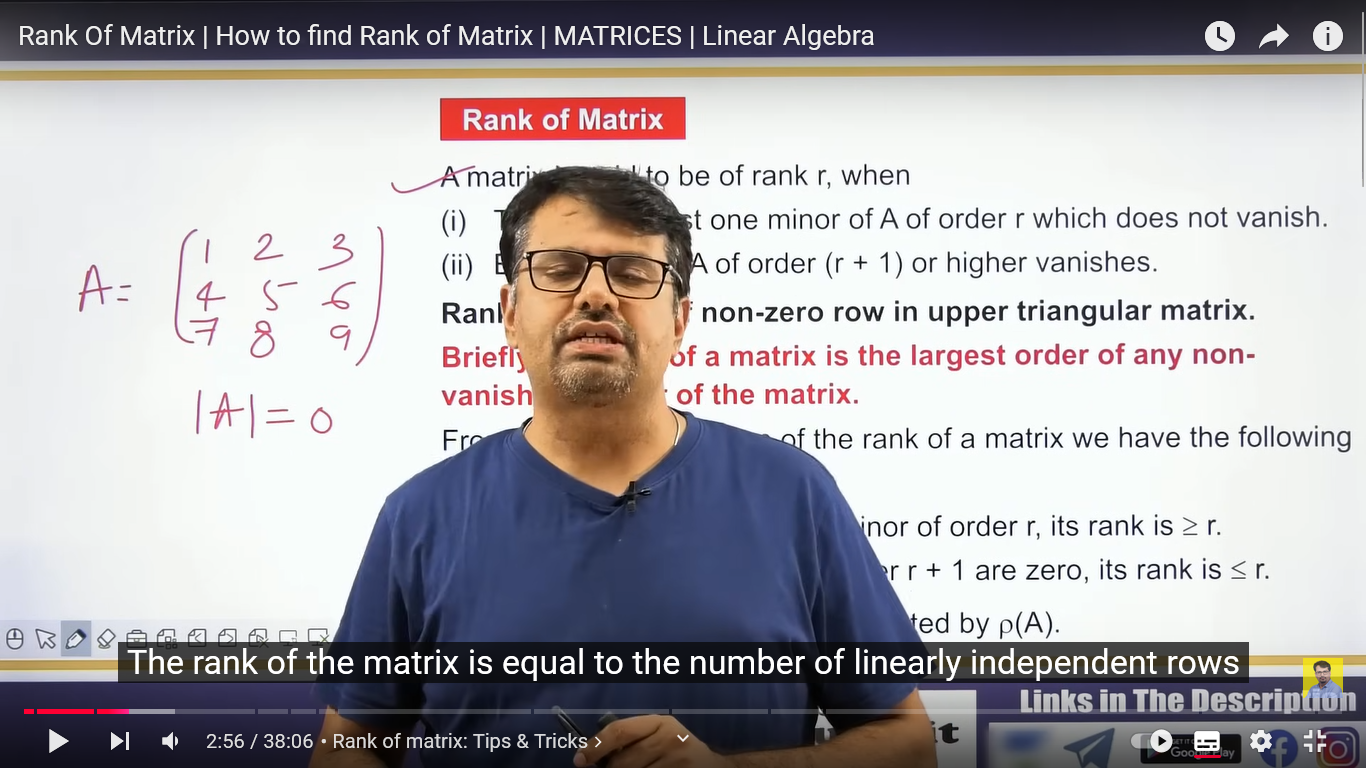 Rank Of Matrix | How to find Rank of Matrix | MATRICES | Linear Algebra
Rank of Matrix
A matrix to be of rank r, when
(i) one minor of A of order r which does not vanish.
(ii) A of order (r + 1) or higher vanishes.
non-zero row in upper triangular matrix.
Briefly of a matrix is the largest order of any non-
of the matrix.
of the rank of a matrix we have the following
of order r, its rank is ≥ r.
r + 1 are zero, its rank is ≤ r.
by ρ(A).
A = 1 2 3
4 5 6
7 8 9
|A| = 0
The rank of the matrix is equal to the number of linearly independent rows
Links in The Description
Google Play
2:56 / 38:06 • Rank of matrix: Tips & Tricks